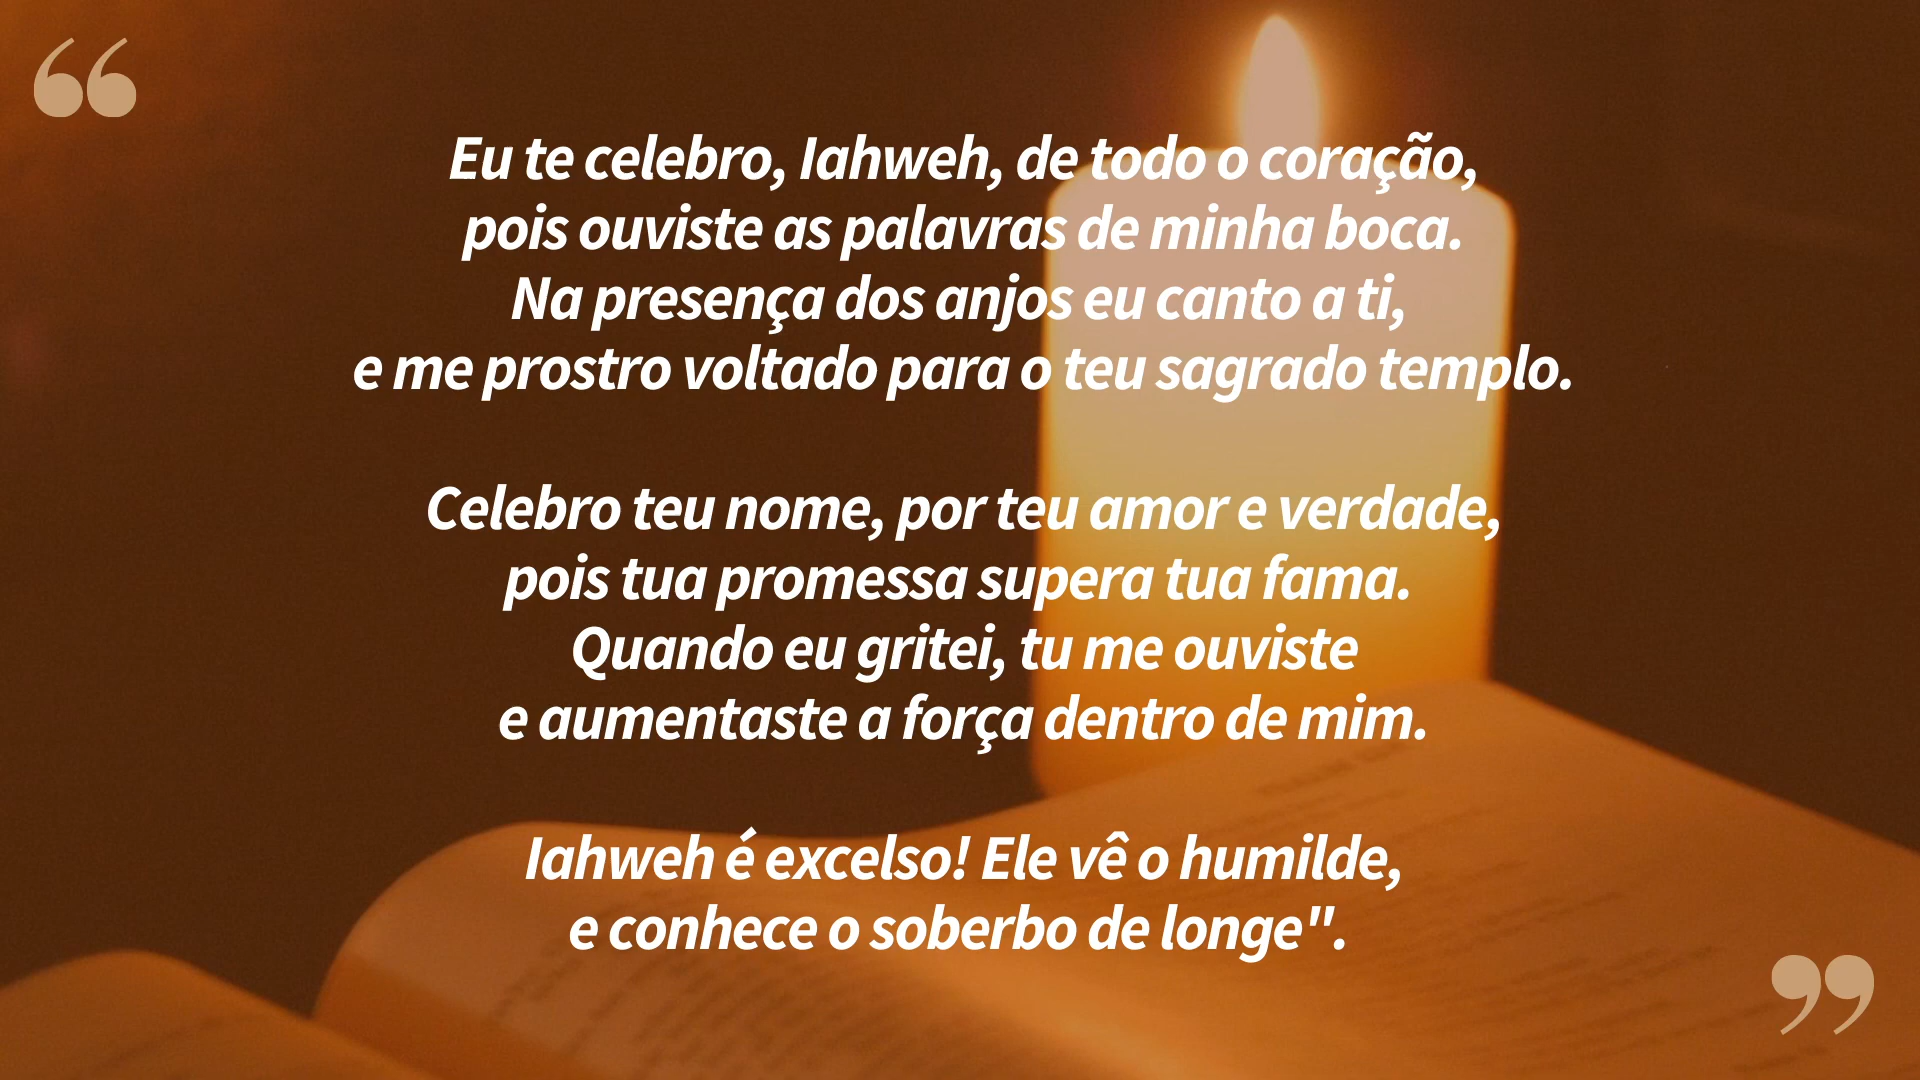 “
Eu te celebro, Iahweh, de todo o coração,
pois ouviste as palavras de minha boca.
Na presença dos anjos eu canto a ti,
e me prostro voltado para o teu sagrado templo.
Celebro teu nome, por teu amor e verdade,
pois tua promessa supera tua fama.
Quando eu gritei, tu me ouviste
e aumentaste a força dentro de mim.
Iahweh é excelso! Ele vê o humilde,
e conhece o soberbo de longe".
”